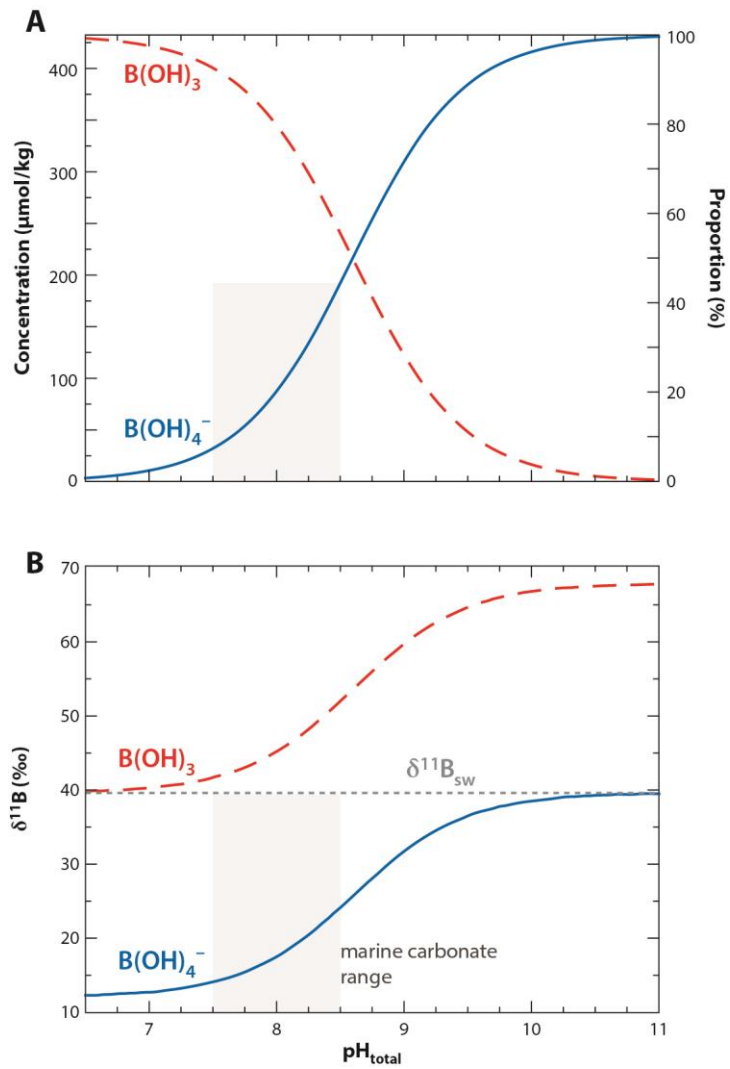 A
B(OH)₃
B(OH)₄⁻
Concentration (μmol/kg)
400
300
200
100
0
Proportion (%)
100
80
60
40
20
0
B
70
60
50
40
30
20
10
δ¹¹B (‰)
B(OH)₃
δ¹¹B_sw
B(OH)₄⁻
marine carbonate
range
7 8 9 10 11
pH_total